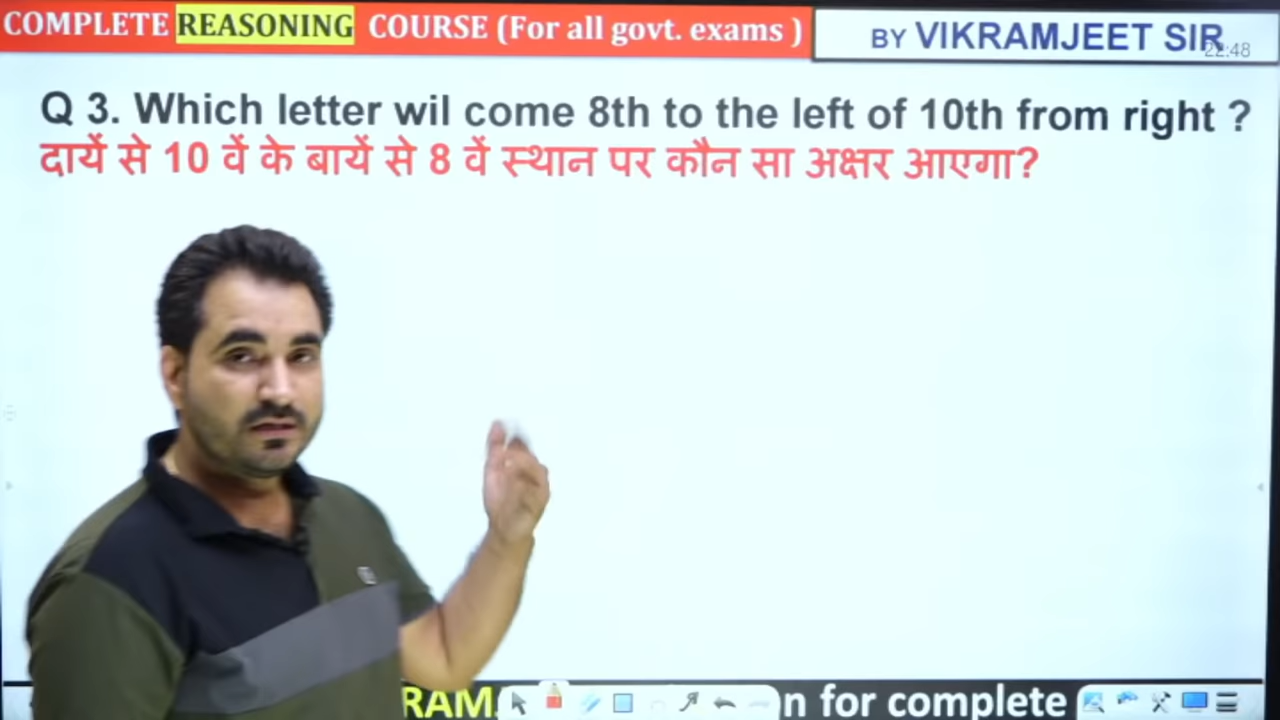 COMPLETE REASONING COURSE (For all govt. exams )
BY VIKRAMJEET SIR
22:48
Q 3. Which letter wil come 8th to the left of 10th from right ?
दायें से 10 वें के बायें से 8 वें स्थान पर कौन सा अक्षर आएगा?
for complete